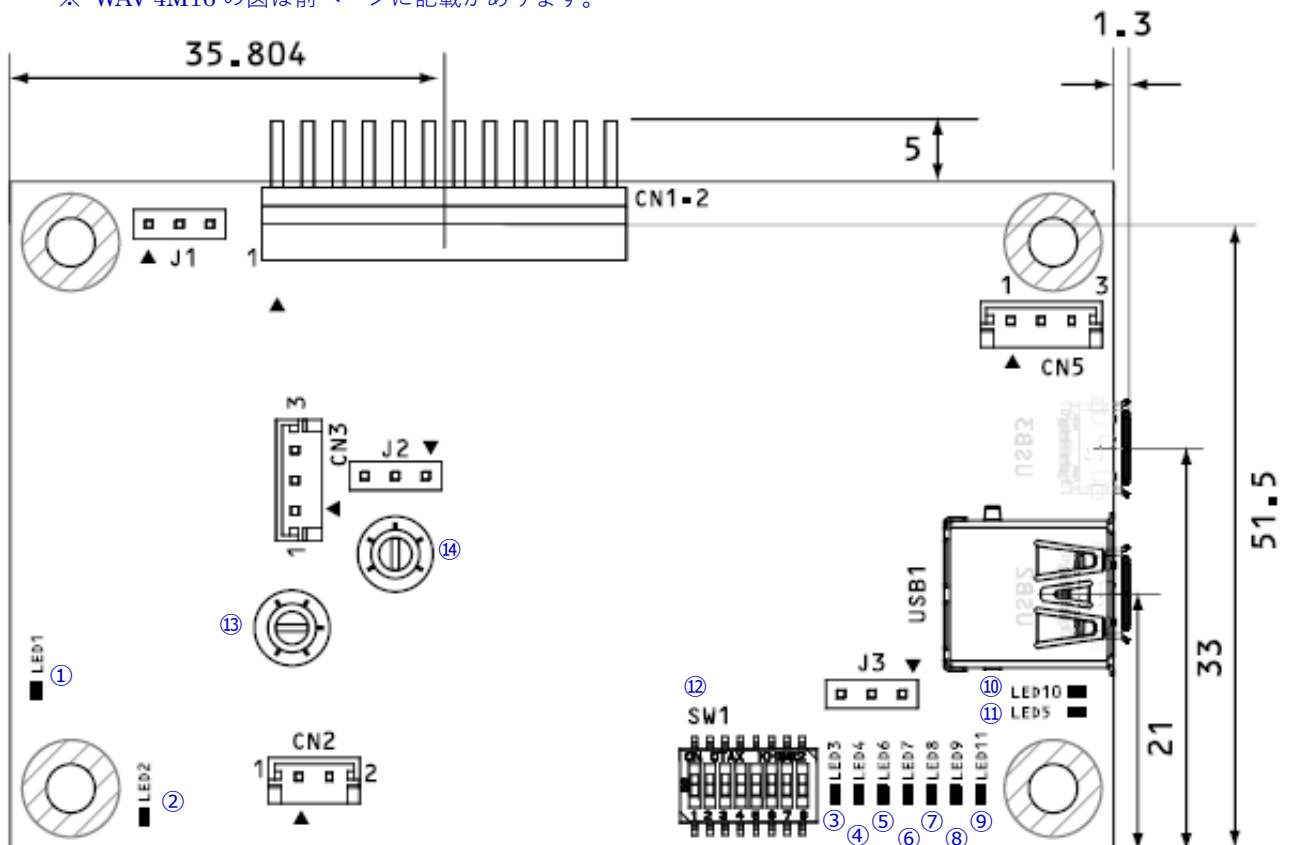 ※ WAV-4M16 の図は前ページに記載があります。
1.3
35.804
5
CN1-2
J1
1
1 3
CN5
3
CN3
J2
1
⑭
USB3
51.5
USB1
USB2
⑬
33
LED1
①
J3
⑫
SW1
⑩ LED10
⑪ LED5
21
CN2
1 2
LED2
②
ON OTAX
1 2 3 4 5 6 7 8
LED3
LED4
LED6
LED7
LED8
LED9
LED11
③ ④ ⑤ ⑥ ⑦ ⑧ ⑨